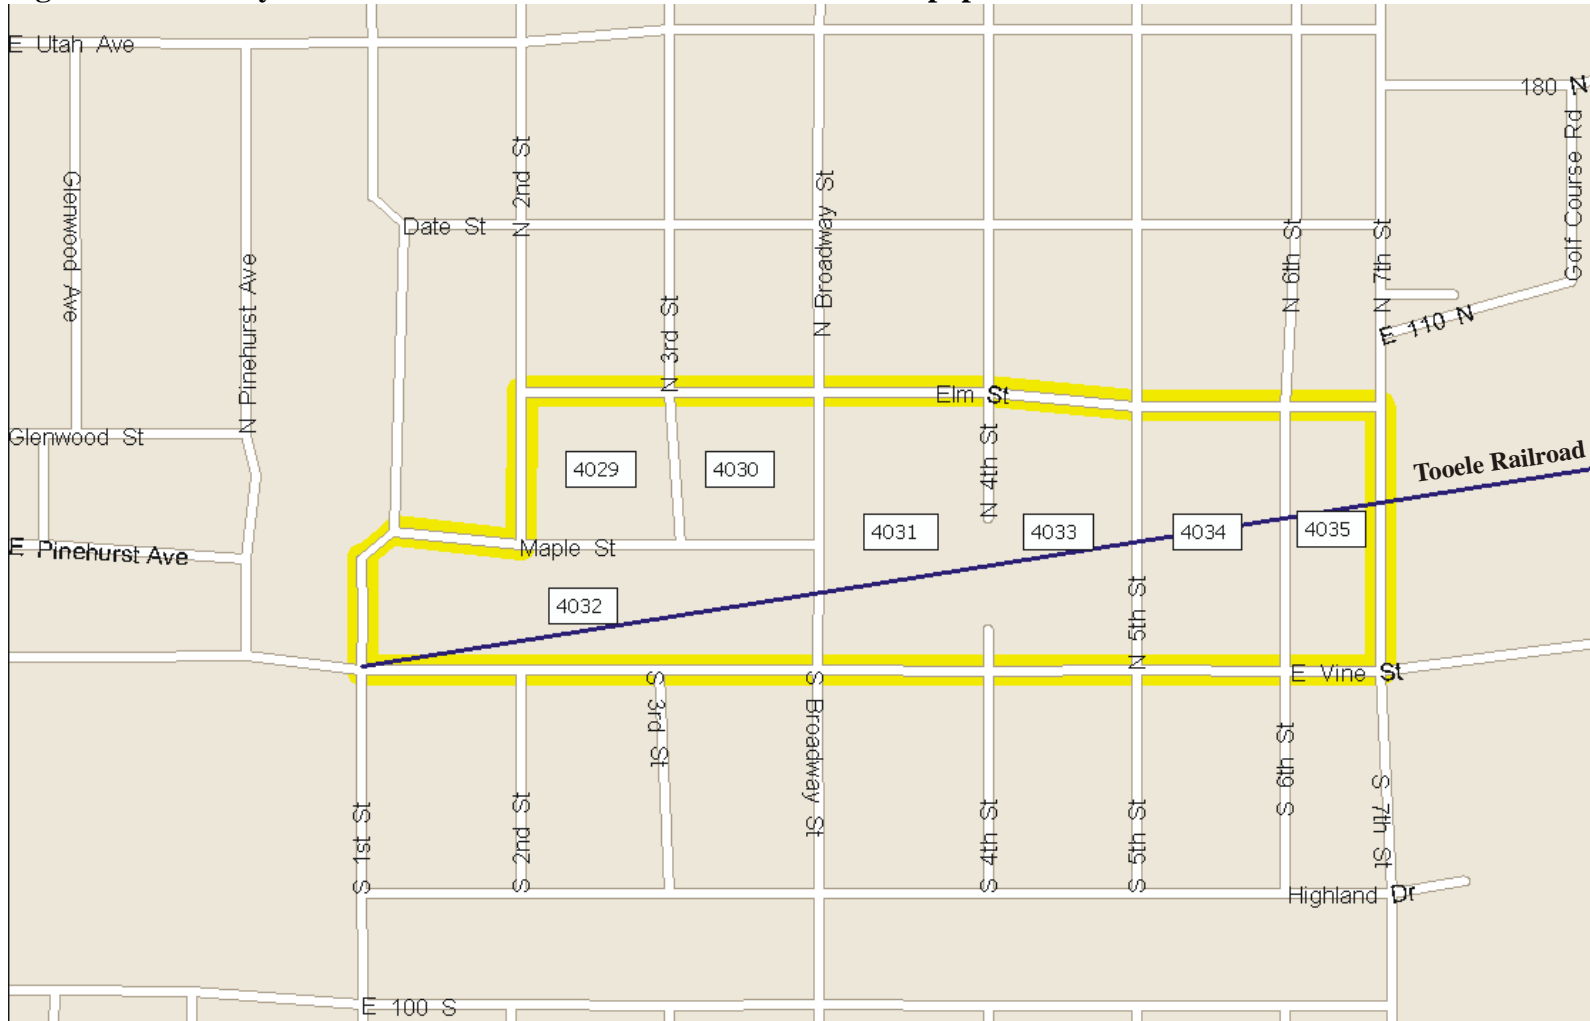 E Utah Ave
180 N
Golf Course Rd
N 2nd St
Glenwood Ave
N Broadway St
Date St
N 6th St
N 7th St
N Pinehurst Ave
N 3rd St
E 110 N
Elm St
Glenwood St
N 4th St
Tooele Railroad
4029
4030
4031
4033
4034
4035
E Pinehurst Ave
Maple St
4032
N 5th St
E Vine St
S 3rd St
S Broadway St
S 6th St
S 7th St
S 1st St
S 2nd St
S 4th St
S 5th St
Highland Dr
E 100 S